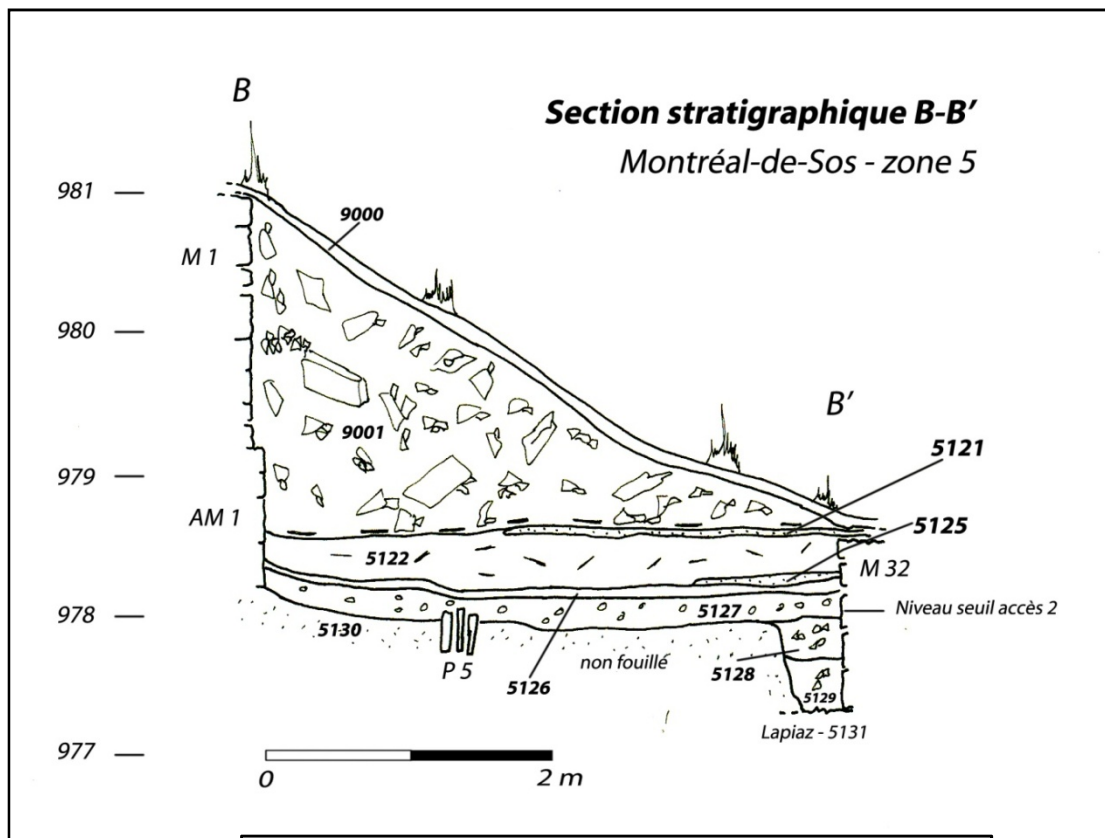 B
Section stratigraphique B-B'
Montréal-de-Sos - zone 5
981
9000
M 1
980
B'
9001
979
5121
AM 1
5125
5122
M 32
978
5127
Niveau seuil accès 2
5130
P 5
non fouillé
5128
5126
5129
Lapiaz - 5131
977
0
2 m